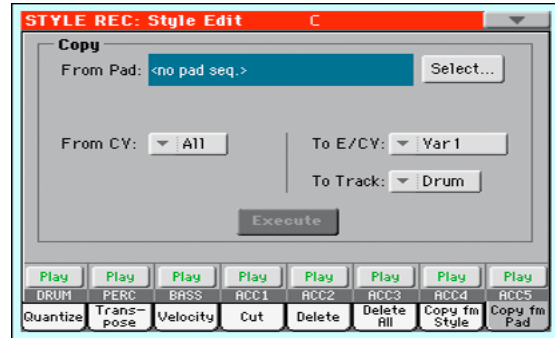 STYLE REC: Style Edit C
Copy
From Pad: <no pad seq.> Select...
From CV: All To E/CV: Var1
To Track: Drum
Execute
Play Play Play Play Play Play Play Play
DRUM PERC BASS ACC1 ACC2 ACC3 ACC4 ACC5
Quantize Trans- Velocity Cut Delete Delete Copy fm Copy fm
pose All Style Pad